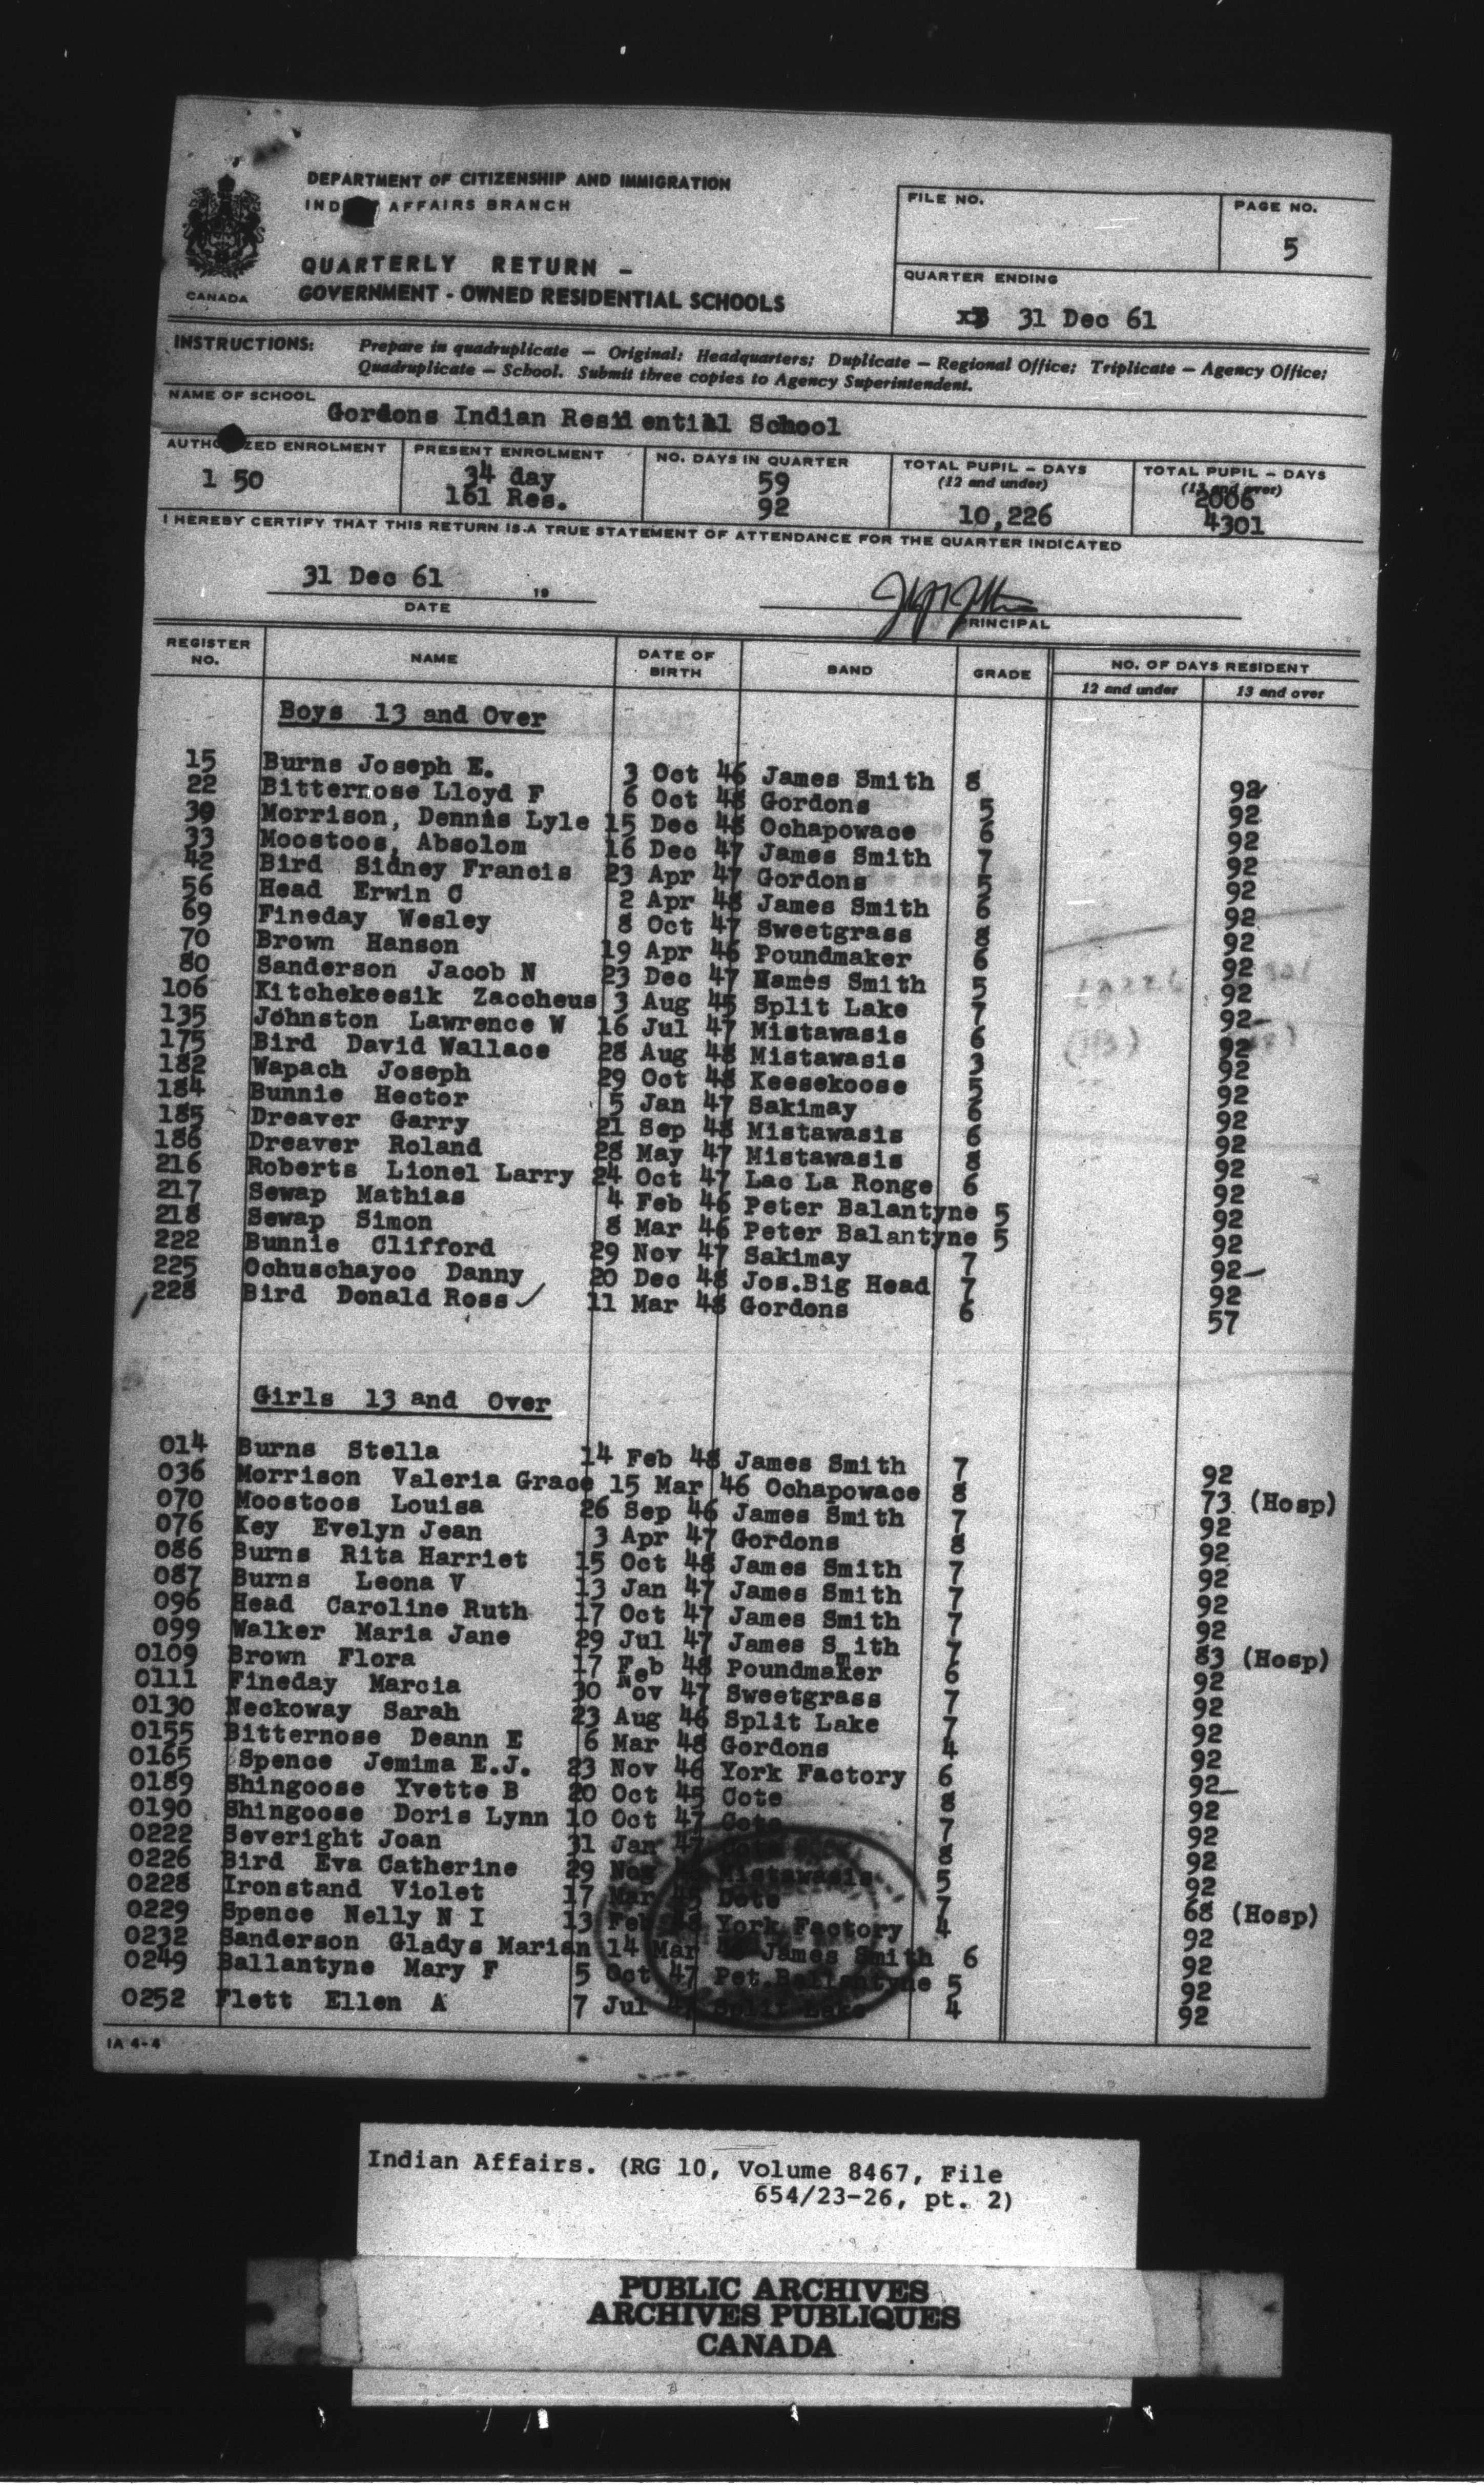 DEPARTMENT OF CITIZENSHIP AND IMMIGRATION
IND AFFAIRS BRANCH
CANADA
QUARTERLY RETURN –
GOVERNMENT - OWNED RESIDENTIAL SCHOOLS
FILE NO.
PAGE NO.
5
QUARTER ENDING
31 Dec 61
INSTRUCTIONS: Prepare in quadruplicate – Original: Headquarters; Duplicate – Regional Office; Triplicate – Agency Office;
Quadruplicate – School. Submit three copies to Agency Superintendent.
NAME OF SCHOOL Gordons Indian Residential School
AUTHORIZED ENROLMENT PRESENT ENROLMENT NO. DAYS IN QUARTER TOTAL PUPIL – DAYS (12 and under) TOTAL PUPIL – DAYS (13 and over)
1 50 34 day 59 2006
161 Res. 92 10,226 4301
I HEREBY CERTIFY THAT THIS RETURN IS A TRUE STATEMENT OF ATTENDANCE FOR THE QUARTER INDICATED
31 Dec 61 19
DATE PRINCIPAL
REGISTER NO. NAME DATE OF BIRTH BAND GRADE NO. OF DAYS RESIDENT
12 and under 13 and over
Boys 13 and Over
15 Burns Joseph E. 3 Oct 46 James Smith 8 92
22 Bitternose Lloyd F 6 Oct 48 Gordons 5 92
30 Morrison, Dennis Lyle 15 Dec 48 Ochapowace 6 92
33 Moostoos, Absolom 16 Dec 47 James Smith 7 92
42 Bird Sidney Francis 23 Apr 47 Gordons 5 92
56 Head Erwin C 2 Apr 48 James Smith 6 92
69 Fineday Wesley 8 Oct 47 Sweetgrass 8 92
70 Brown Hanson 19 Apr 46 Poundmaker 6 92
80 Sanderson Jacob N 23 Dec 47 Hames Smith 5 92
106 Kitchekeesik Zaccheus 3 Aug 45 Split Lake 7 92-
135 Johnston Lawrence W 16 Jul 47 Mistawasis 6 92
175 Bird David Wallace 28 Aug 48 Mistawasis 3 92
182 Wapach Joseph 29 Oct 48 Keesekoose 5 92
184 Bunnie Hector 5 Jan 47 Sakimay 6 92
185 Dreaver Garry 21 Sep 48 Mistawasis 6 92
186 Dreaver Roland 28 May 47 Mistawasis 8 92
216 Roberts Lionel Larry 24 Oct 47 Lac La Ronge 6 92
217 Sewap Mathias 4 Feb 46 Peter Balantyne 5 92
218 Sewap Simon 8 Mar 46 Peter Balantyne 5 92
222 Bunnie Clifford 29 Nov 47 Sakimay 7 92-
225 Ochuschayoo Danny 20 Dec 48 Jos.Big Head 7 92
228 Bird Donald Ross ✓ 11 Mar 48 Gordons 6 57
Girls 13 and Over
014 Burns Stella 14 Feb 48 James Smith 7 92
036 Morrison Valeria Grace 15 Mar 46 Ochapowace 8 73 (Hosp)
070 Moostoos Louisa 26 Sep 46 James Smith 7 92
076 Key Evelyn Jean 3 Apr 47 Gordons 8 92
086 Burns Rita Harriet 15 Oct 48 James Smith 7 92
087 Burns Leona V 13 Jan 47 James Smith 7 92
096 Head Caroline Ruth 17 Oct 47 James Smith 7 92
099 Walker Maria Jane 29 Jul 47 James Smith 7 83 (Hosp)
0109 Brown Flora 17 Feb 48 Poundmaker 6 92
0111 Fineday Marcia 30 Nov 47 Sweetgrass 7 92
0130 Neckoway Sarah 23 Aug 46 Split Lake 7 92
0155 Bitternose Deann E 6 Mar 48 Gordons 4 92
0165 Spence Jemima E.J. 23 Nov 46 York Factory 6 92-
0189 Shingoose Yvette B 20 Oct 45 Cote 8 92
0190 Shingoose Doris Lynn 10 Oct 47 Cote 7 92
0222 Severight Joan 31 Jan 47 8 92
0226 Bird Eva Catherine 29 Mistawasis 5 92
0228 Ironstand Violet 17 Mar Dote 7 68 (Hosp)
0229 Spence Nelly N I 13 Feb York Factory 4 92
0232 Sanderson Gladys Marian 14 Mar James Smith 6 92
0249 Ballantyne Mary F 5 Oct 47 Pet.Ballantyne 5 92
0252 Flett Ellen A 7 Jul Split Lake 4 92
IA 4-4
Indian Affairs. (RG 10, Volume 8467, File
654/23-26, pt. 2)
PUBLIC ARCHIVES
ARCHIVES PUBLIQUES
CANADA